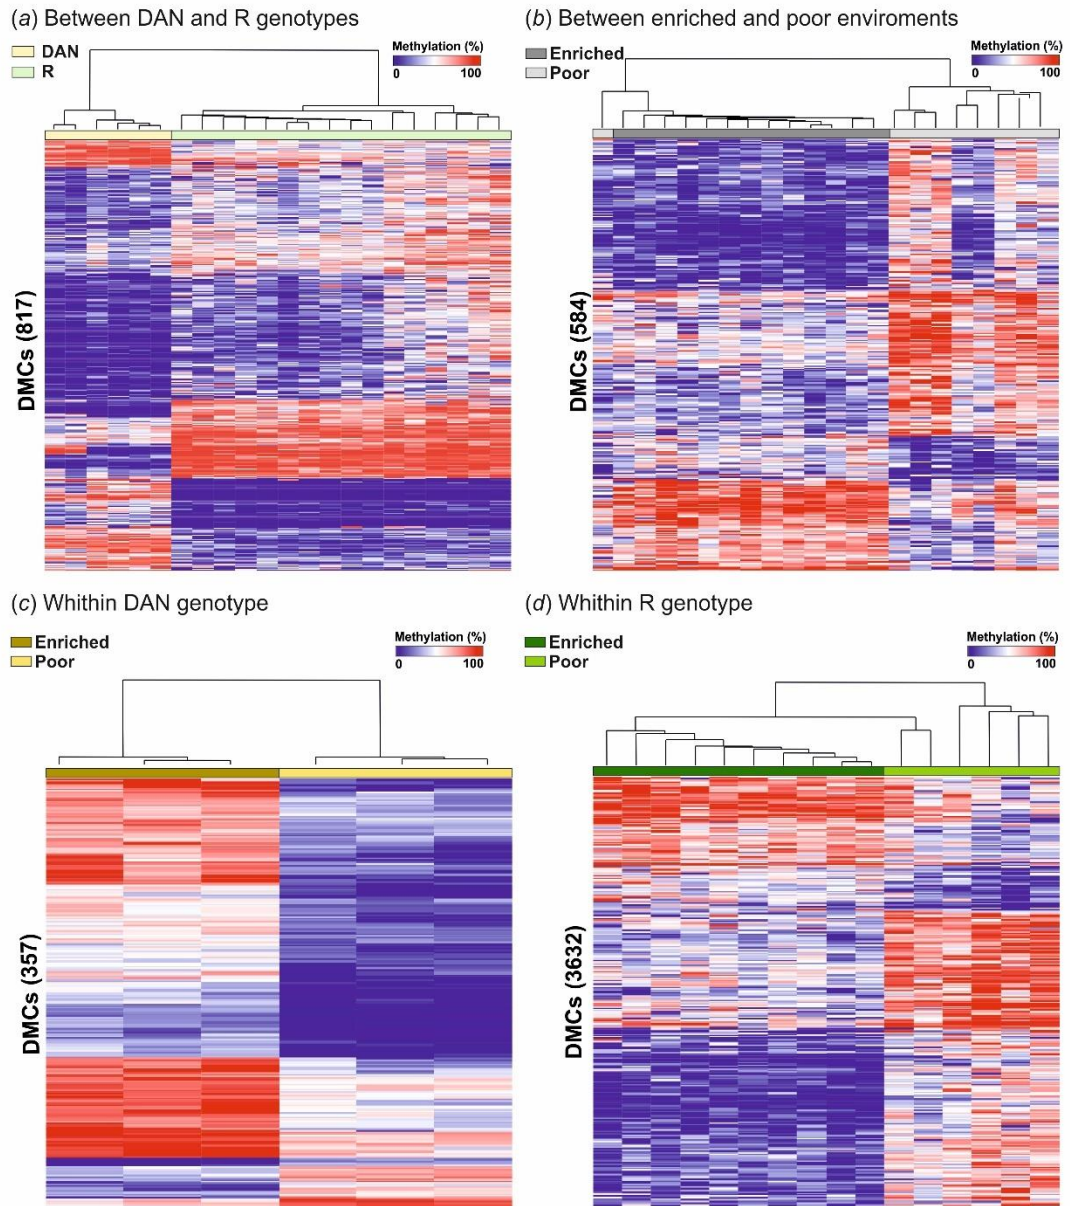 (a) Between DAN and R genotypes
DAN
R
Methylation (%)
0 100
DMCs (817)
(b) Between enriched and poor enviroments
Enriched
Poor
Methylation (%)
0 100
DMCs (584)
(c) Whithin DAN genotype
Enriched
Poor
Methylation (%)
0 100
DMCs (357)
(d) Whithin R genotype
Enriched
Poor
Methylation (%)
0 100
DMCs (3632)